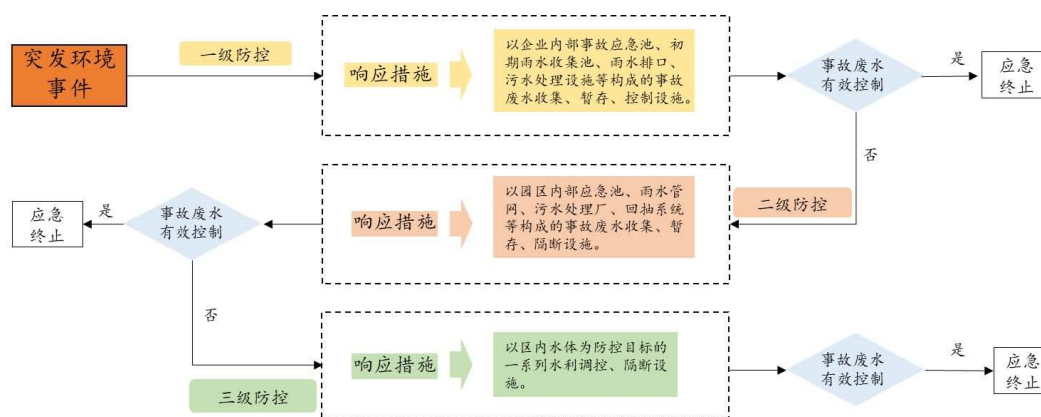 突发环境
事件
一级防控
响应措施
以企业内部事故应急池、初
期雨水收集池、雨水排口、
污水处理设施等构成的事故
废水收集、暂存、控制设施。
事故废水
有效控制
是
应急
终止
否
二级防控
响应措施
以园区内部应急池、雨水管
网、污水处理厂、回抽系统
等构成的事故废水收集、暂
存、隔断设施。
事故废水
有效控制
是
应急
终止
否
三级防控
响应措施
以区内水体为防控目标的
一系列水利调控、隔断设
施。
事故废水
有效控制
是
应急
终止